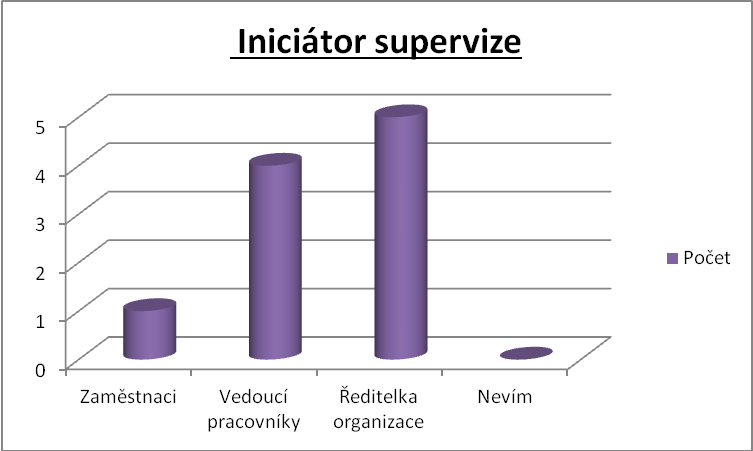 Iniciátor supervize
5
4
3
2
1
0
Počet
Zaměstnaci
Vedoucí
pracovníky
Ředitelka
organizace
Nevím